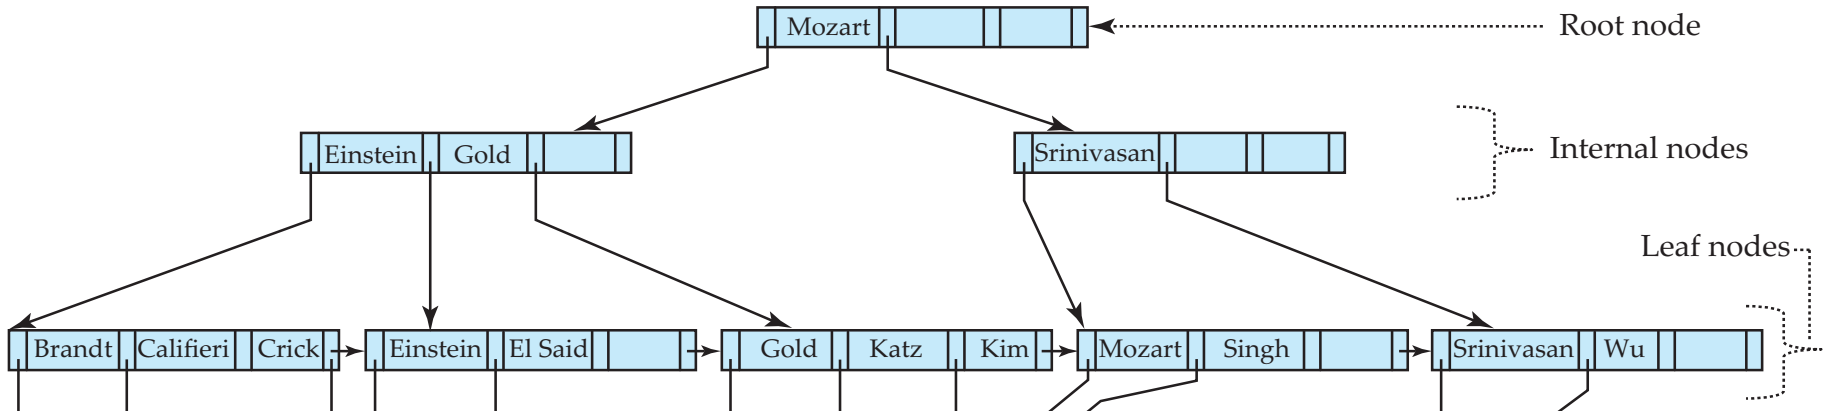 Mozart
Root node
Einstein Gold
Srinivasan
Internal nodes
Leaf nodes
Brandt Califieri Crick
Einstein El Said
Gold Katz Kim
Mozart Singh
Srinivasan Wu